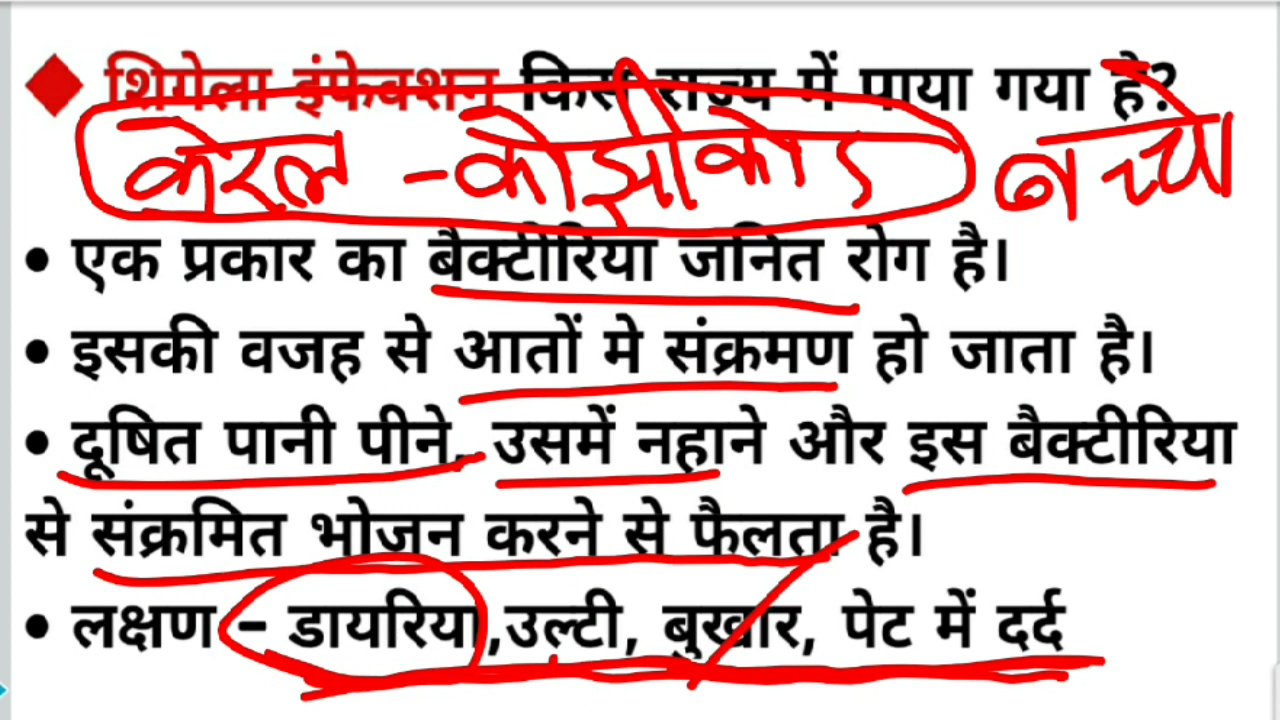 शिगेला इंफेक्शन किस राज्य में पाया गया है?
केरल - कोझीकोड बच्चो
• एक प्रकार का बैक्टीरिया जनित रोग है।
• इसकी वजह से आतों मे संक्रमण हो जाता है।
• दूषित पानी पीने, उसमें नहाने और इस बैक्टीरिया
से संक्रमित भोजन करने से फैलता है।
• लक्षण – डायरिया,उल्टी, बुखार, पेट में दर्द